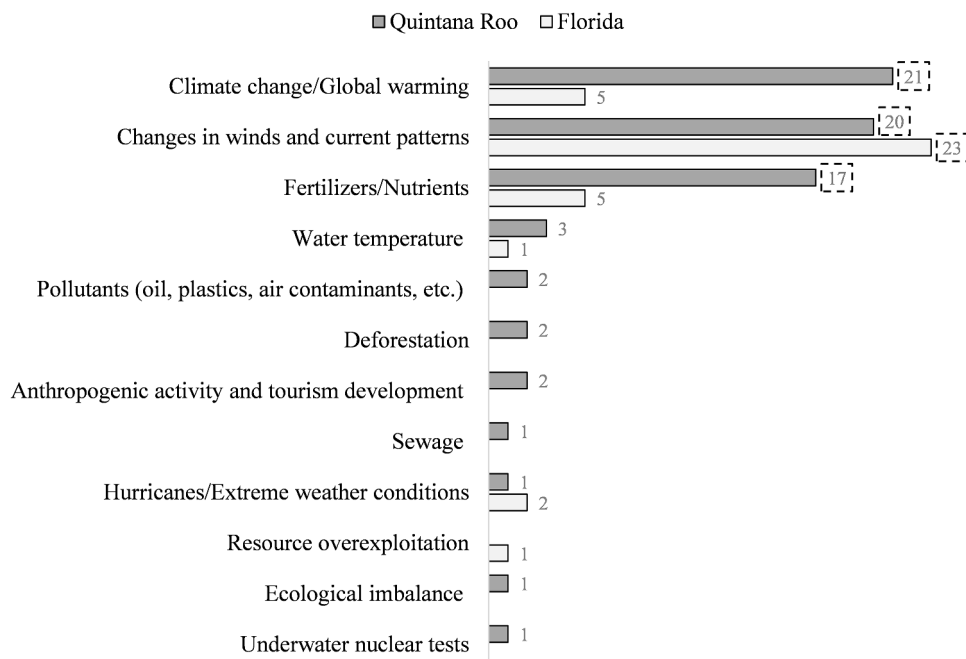 Quintana Roo Florida
Climate change/Global warming 21
5
Changes in winds and current patterns 20
23
Fertilizers/Nutrients 17
5
Water temperature 3
1
Pollutants (oil, plastics, air contaminants, etc.) 2
Deforestation 2
Anthropogenic activity and tourism development 2
Sewage 1
Hurricanes/Extreme weather conditions 1
2
Resource overexploitation 1
Ecological imbalance 1
Underwater nuclear tests 1